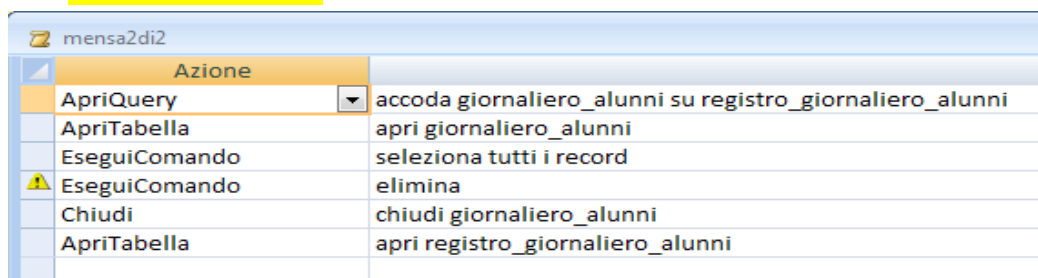 mensa2di2
Azione
ApriQuery accoda giornaliero_alunni su registro_giornaliero_alunni
ApriTabella apri giornaliero_alunni
EseguiComando seleziona tutti i record
EseguiComando elimina
Chiudi chiudi giornaliero_alunni
ApriTabella apri registro_giornaliero_alunni